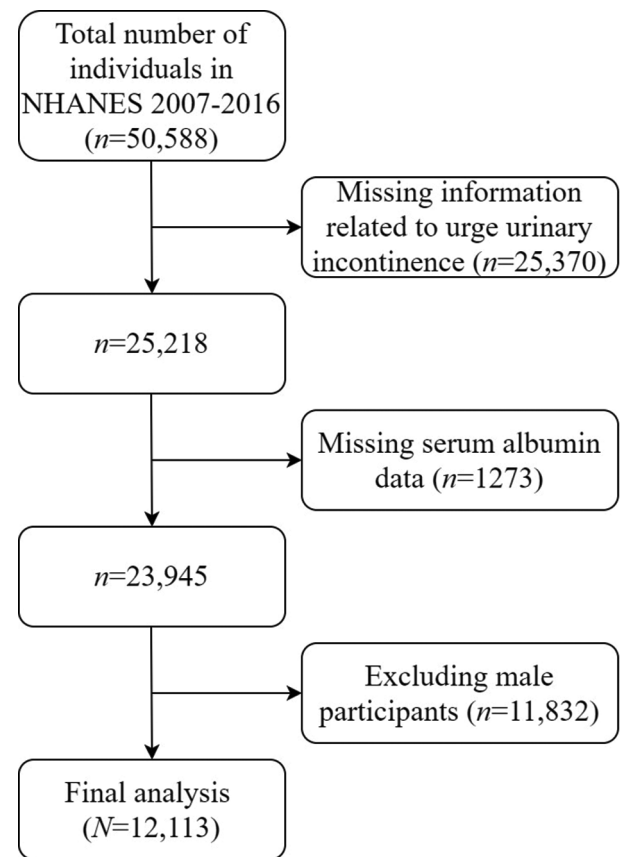 Total number of
individuals in
NHANES 2007-2016
(n=50,588)
Missing information
related to urge urinary
incontinence (n=25,370)
n=25,218
Missing serum albumin
data (n=1273)
n=23,945
Excluding male
participants (n=11,832)
Final analysis
(N=12,113)